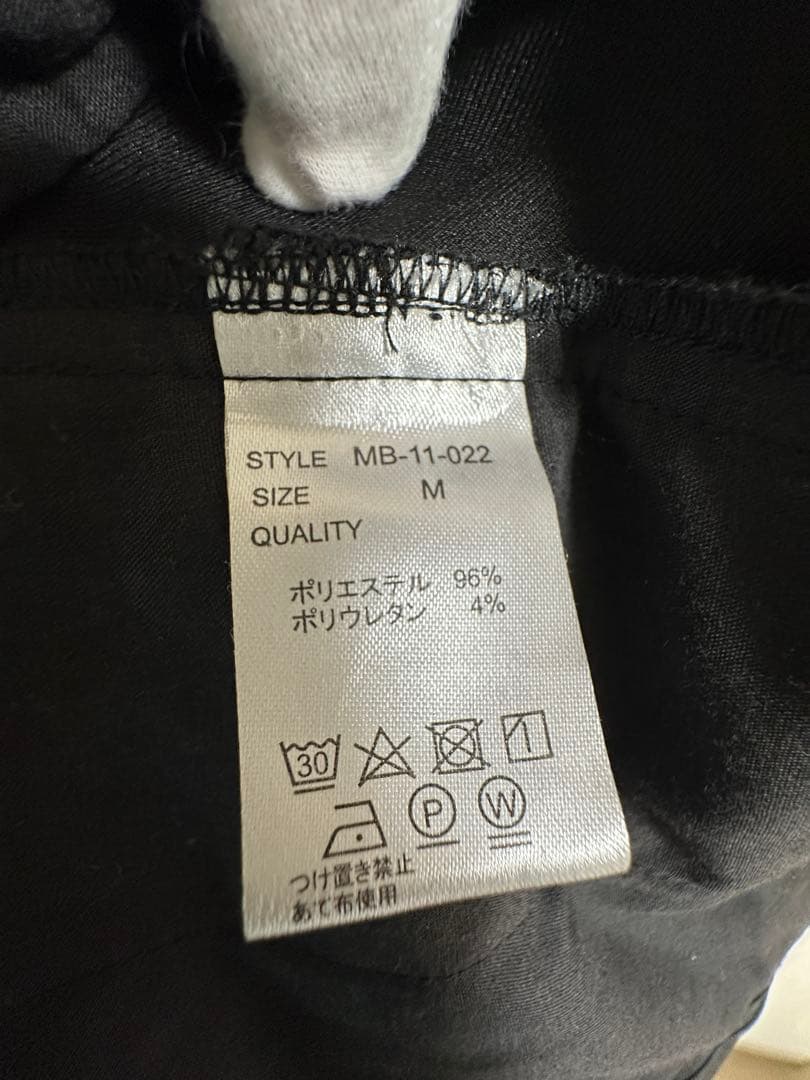 STYLE MB-11-022
SIZE M
QUALITY
ポリエステル 96%
ポリウレタン 4%
30
P W
つけ置き禁止
あて布使用